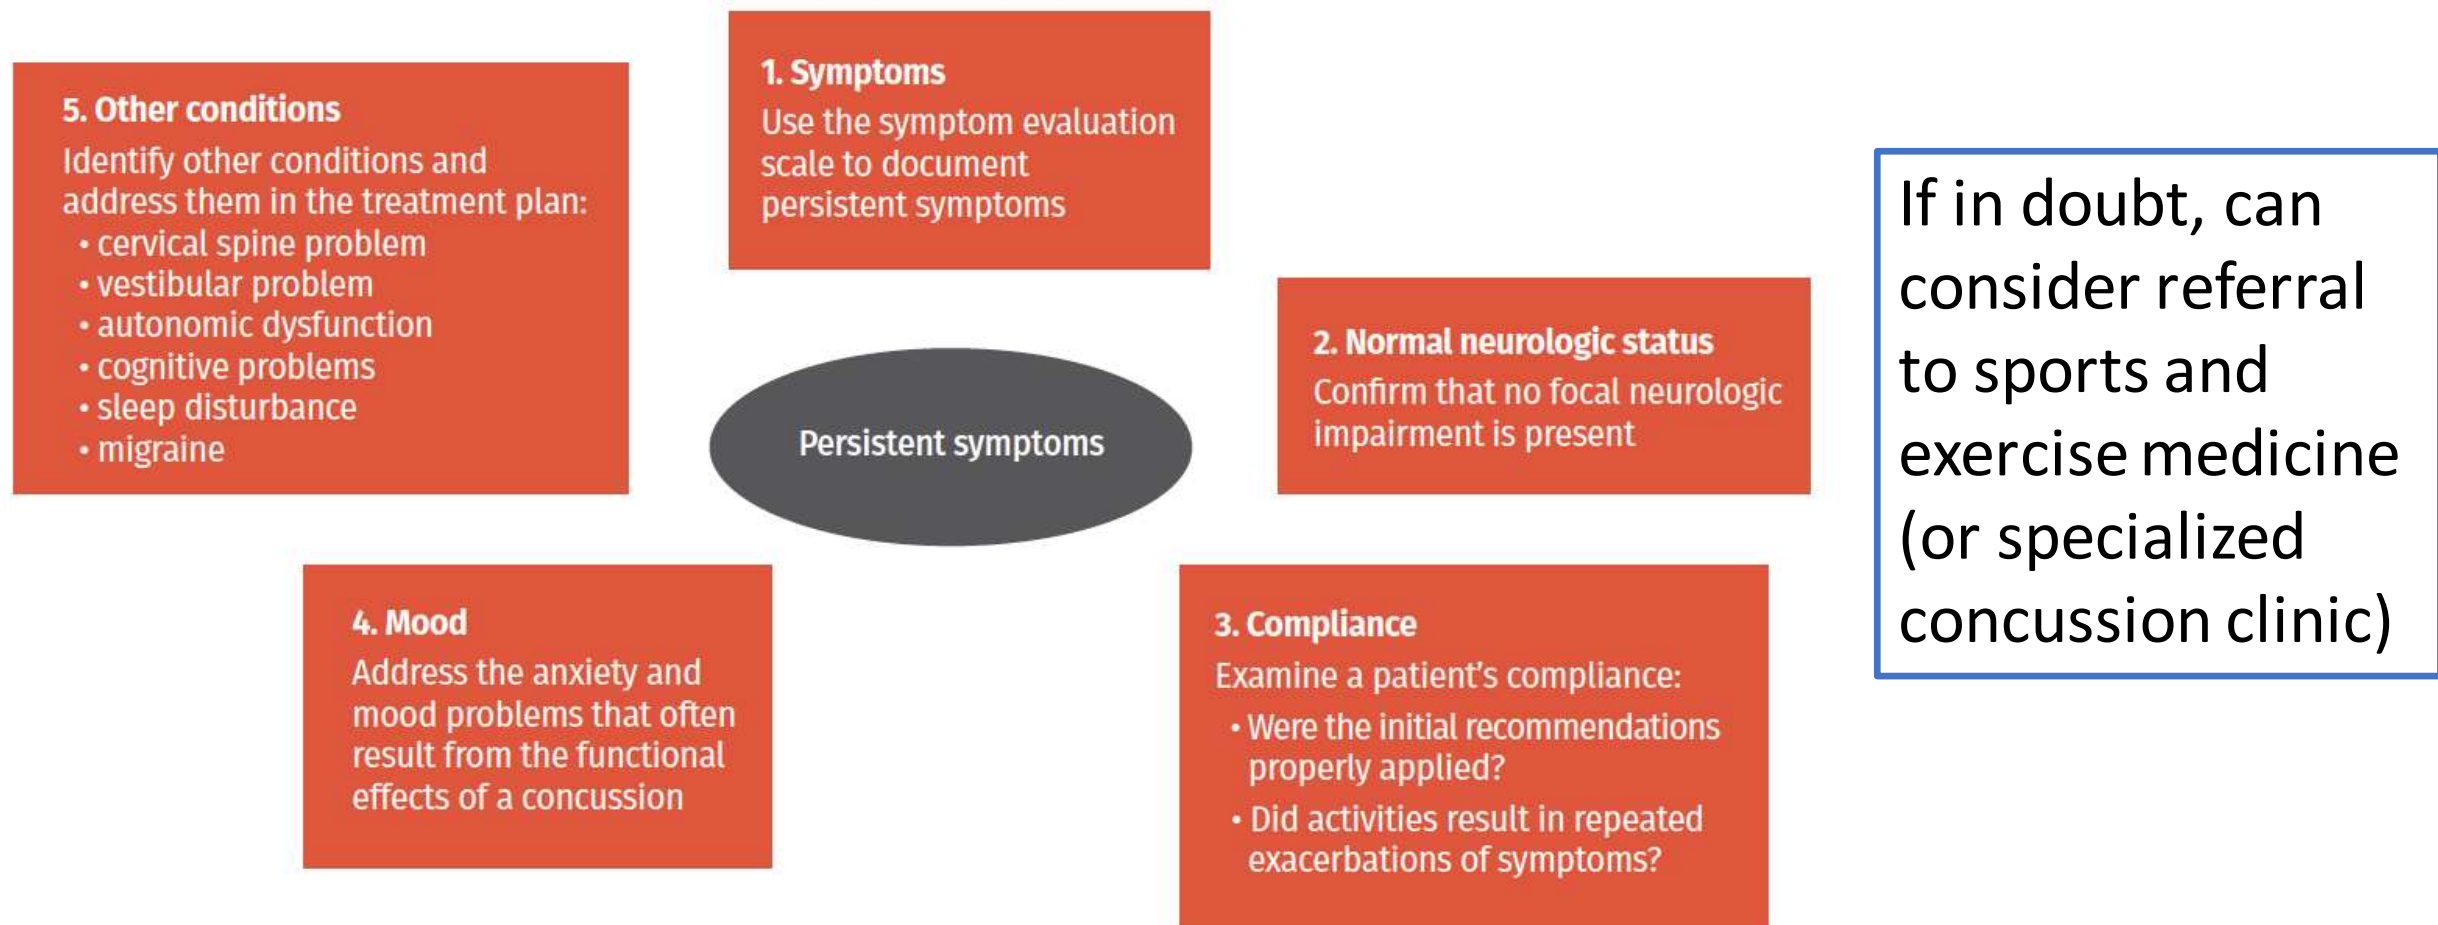 1. Symptoms
Use the symptom evaluation
scale to document
persistent symptoms
2. Normal neurologic status
Confirm that no focal neurologic
impairment is present
3. Compliance
Examine a patient’s compliance:
• Were the initial recommendations
properly applied?
• Did activities result in repeated
exacerbations of symptoms?
4. Mood
Address the anxiety and
mood problems that often
result from the functional
effects of a concussion
5. Other conditions
Identify other conditions and
address them in the treatment plan:
• cervical spine problem
• vestibular problem
• autonomic dysfunction
• cognitive problems
• sleep disturbance
• migraine
Persistent symptoms
If in doubt, can
consider referral
to sports and
exercise medicine
(or specialized
concussion clinic)